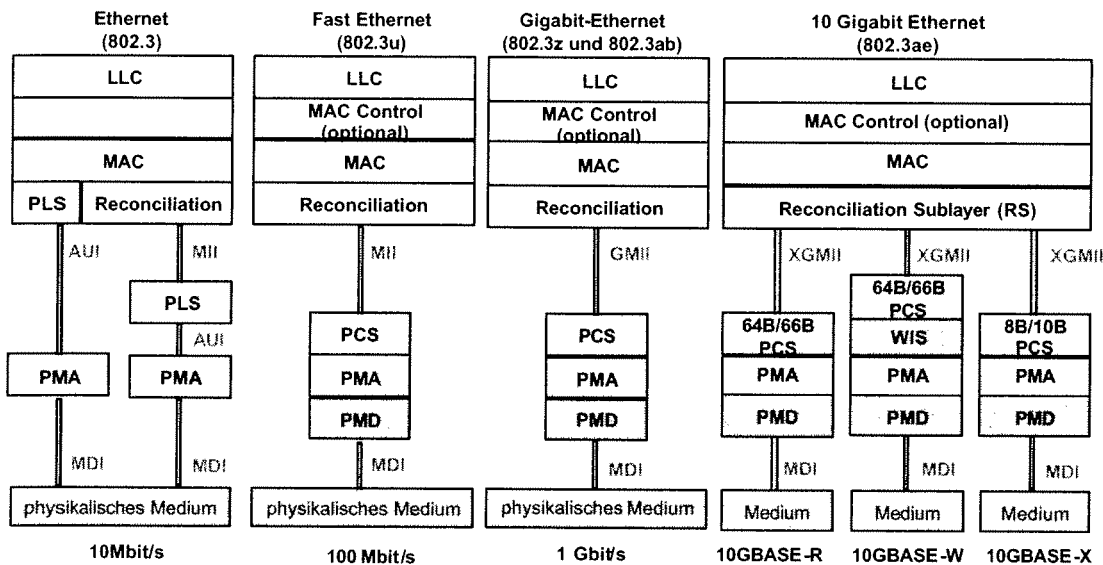 Ethernet
(802.3)
LLC
MAC
PLS
Reconciliation
AUI
MII
PLS
AUI
PMA
PMA
MDI
MDI
physikalisches Medium
10Mbit/s
Fast Ethernet
(802.3u)
LLC
MAC Control
(optional)
MAC
Reconciliation
MII
PCS
PMA
PMD
MDI
physikalisches Medium
100 Mbit/s
Gigabit-Ethernet
(802.3z und 802.3ab)
LLC
MAC Control
(optional)
MAC
Reconciliation
GMII
PCS
PMA
PMD
MDI
physikalisches Medium
1 Gbit/s
10 Gigabit Ethernet
(802.3ae)
LLC
MAC Control (optional)
MAC
Reconciliation Sublayer (RS)
XGMII
64B/66B
PCS
PMA
PMD
MDI
Medium
10GBASE-R
XGMII
64B/66B
PCS
WIS
PMA
PMD
MDI
Medium
10GBASE-W
XGMII
8B/10B
PCS
PMA
PMD
MDI
Medium
10GBASE-X